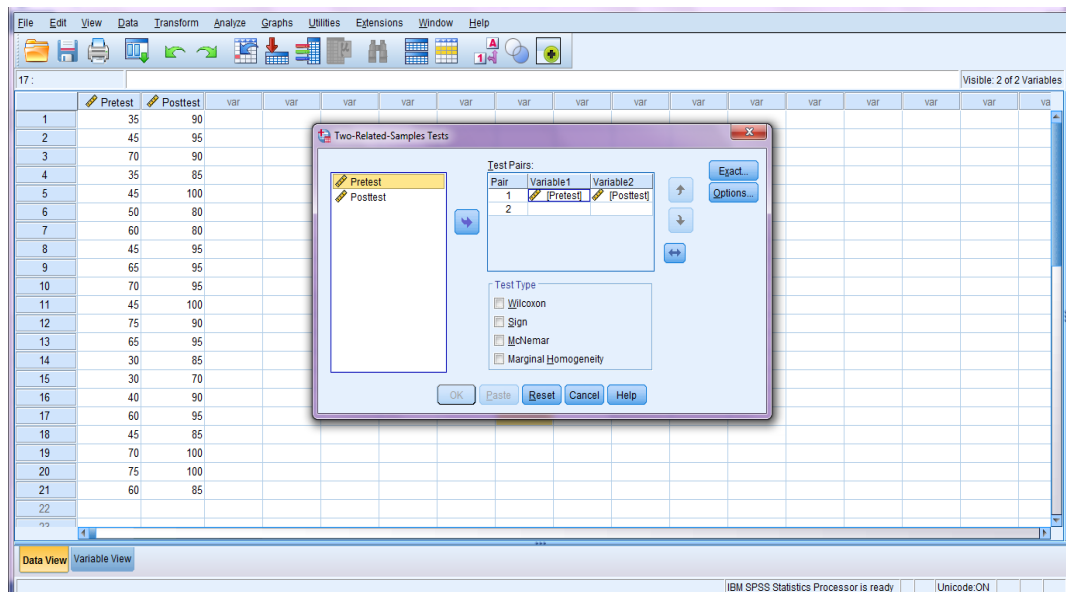 File Edit View Data Transform Analyze Graphs Utilities Extensions Window Help
17 : Visible: 2 of 2 Variables
Pretest Posttest var var var var var var var var var var var var var va
1 35 90
2 45 95
3 70 90
4 35 85
5 45 100
6 50 80
7 60 80
8 45 95
9 65 95
10 70 95
11 45 100
12 75 90
13 65 95
14 30 85
15 30 70
16 40 90
17 60 95
18 45 85
19 70 100
20 75 100
21 60 85
22
23
Two-Related-Samples Tests
Pretest
Posttest
Test Pairs:
Pair Variable1 Variable2
1 [Pretest] [Posttest]
2
Exact...
Options...
Test Type
Wilcoxon
Sign
McNemar
Marginal Homogeneity
OK Paste Reset Cancel Help
Data View Variable View
IBM SPSS Statistics Processor is ready Unicode:ON